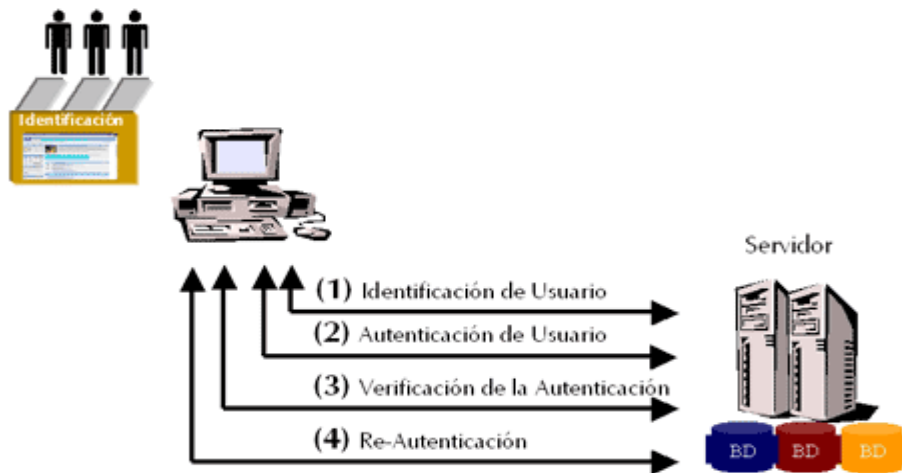 Identificación
Servidor
(1) Identificación de Usuario
(2) Autenticación de Usuario
(3) Verificación de la Autenticación
(4) Re-Autenticación
BD BD BD